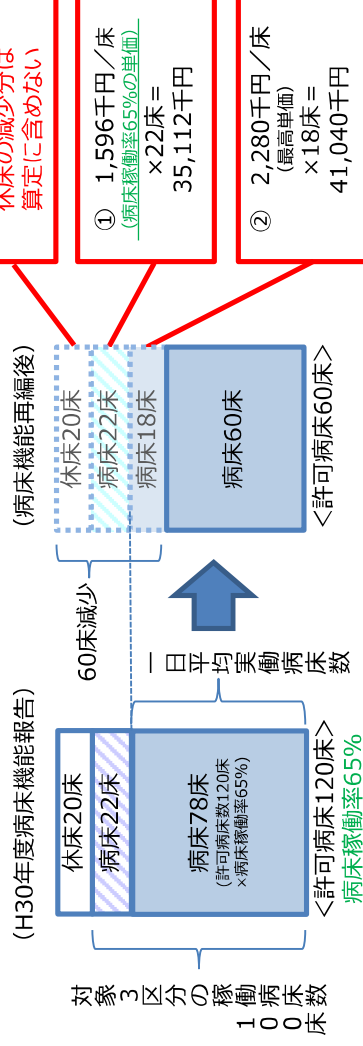 （H30年度病床機能報告）
対象３区分の稼働病床数
１００床
休床20床
病床22床
病床78床
（許可病床数120床
×病床稼働率65%）
＜許可病床120床＞
病床稼働率65%
一日平均実働病床数
60床減少
（病床機能再編後）
休床20床
病床22床
病床18床
病床60床
＜許可病床60床＞
休床の減少分は
算定に含めない
① 1,596千円／床
（病床稼働率65%の単価）
×22床＝
35,112千円
② 2,280千円／床
（最高単価）
×18床＝
41,040千円